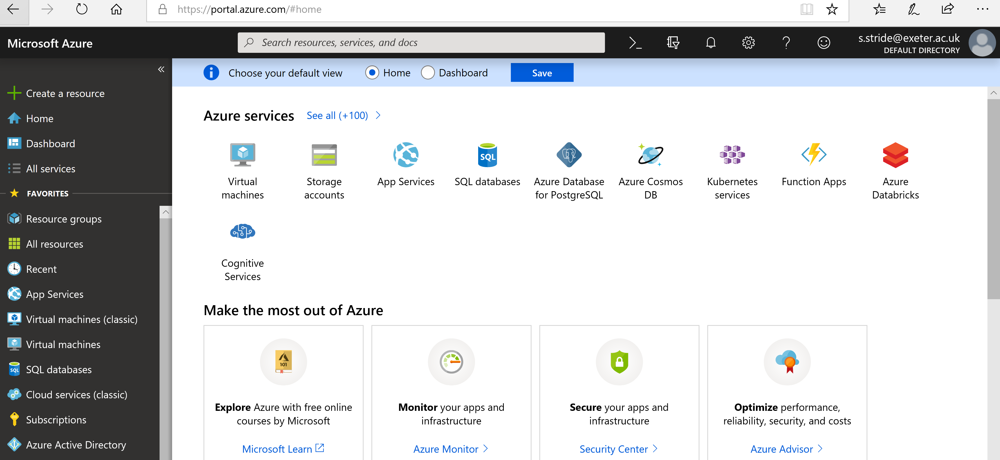 https://portal.azure.com/#home
Microsoft Azure
Search resources, services, and docs
s.stride@exeter.ac.uk
DEFAULT DIRECTORY
Choose your default view
Home
Dashboard
Save
Create a resource
Home
Dashboard
All services
FAVORITES
Resource groups
All resources
Recent
App Services
Virtual machines (classic)
Virtual machines
SQL
SQL databases
Cloud services (classic)
Subscriptions
Azure Active Directory
Azure services
See all (+100)
Virtual
machines
Storage
accounts
App Services
SQL
SQL databases
Azure Database
for PostgreSQL
Azure Cosmos
DB
Kubernetes
services
Function Apps
Azure
Databricks
Cognitive
Services
Make the most out of Azure
101
Explore Azure with free online
courses by Microsoft
Microsoft Learn
Monitor your apps and
infrastructure
Azure Monitor
Secure your apps and
infrastructure
Security Center
Optimize performance,
reliability, security, and costs
Azure Advisor